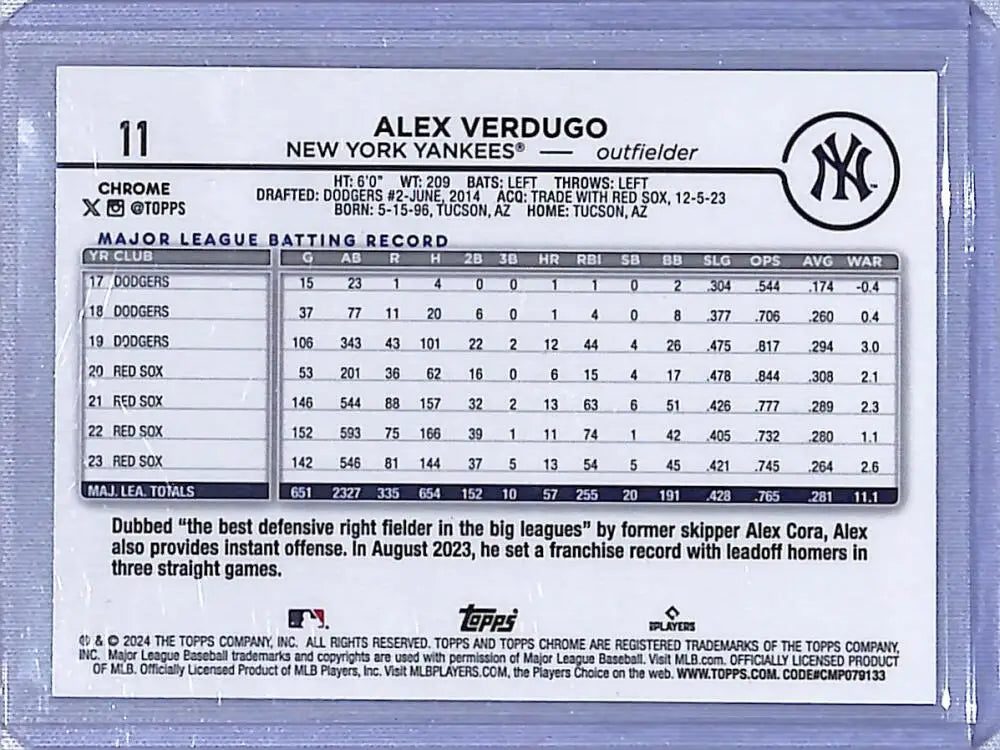 11
ALEX VERDUGO
NEW YORK YANKEES® — outfielder
NY™
CHROME
X @TOPPS
HT: 6'0" WT: 209 BATS: LEFT THROWS: LEFT
DRAFTED: DODGERS #2-JUNE, 2014 ACQ: TRADE WITH RED SOX, 12-5-23
BORN: 5-15-96, TUCSON, AZ HOME: TUCSON, AZ
MAJOR LEAGUE BATTING RECORD
YR CLUB G AB R H 2B 3B HR RBI SB BB SLG OPS AVG WAR
17 DODGERS 15 23 1 4 0 0 1 1 0 2 .304 .544 .174 -0.4
18 DODGERS 37 77 11 20 6 0 1 4 0 8 .377 .706 .260 0.4
19 DODGERS 106 343 43 101 22 2 12 44 4 26 .475 .817 .294 3.0
20 RED SOX 53 201 36 62 16 0 6 15 4 17 .478 .844 .308 2.1
21 RED SOX 146 544 88 157 32 2 13 63 6 51 .426 .777 .289 2.3
22 RED SOX 152 593 75 166 39 1 11 74 1 42 .405 .732 .280 1.1
23 RED SOX 142 546 81 144 37 5 13 54 5 45 .421 .745 .264 2.6
MAJ. LEA. TOTALS 651 2327 335 654 152 10 57 255 20 191 .428 .765 .281 11.1
Dubbed “the best defensive right fielder in the big leagues” by former skipper Alex Cora, Alex
also provides instant offense. In August 2023, he set a franchise record with leadoff homers in
three straight games.
topps
PLAYERS
& © 2024 THE TOPPS COMPANY, INC. ALL RIGHTS RESERVED. TOPPS AND TOPPS CHROME ARE REGISTERED TRADEMARKS OF THE TOPPS COMPANY,
INC. Major League Baseball trademarks and copyrights are used with permission of Major League Baseball. Visit MLB.com. OFFICIALLY LICENSED PRODUCT
OF MLB. Officially Licensed Product of MLB Players, Inc. Visit MLBPLAYERS.COM, the Players Choice on the web. WWW.TOPPS.COM. CODE#CMP079133